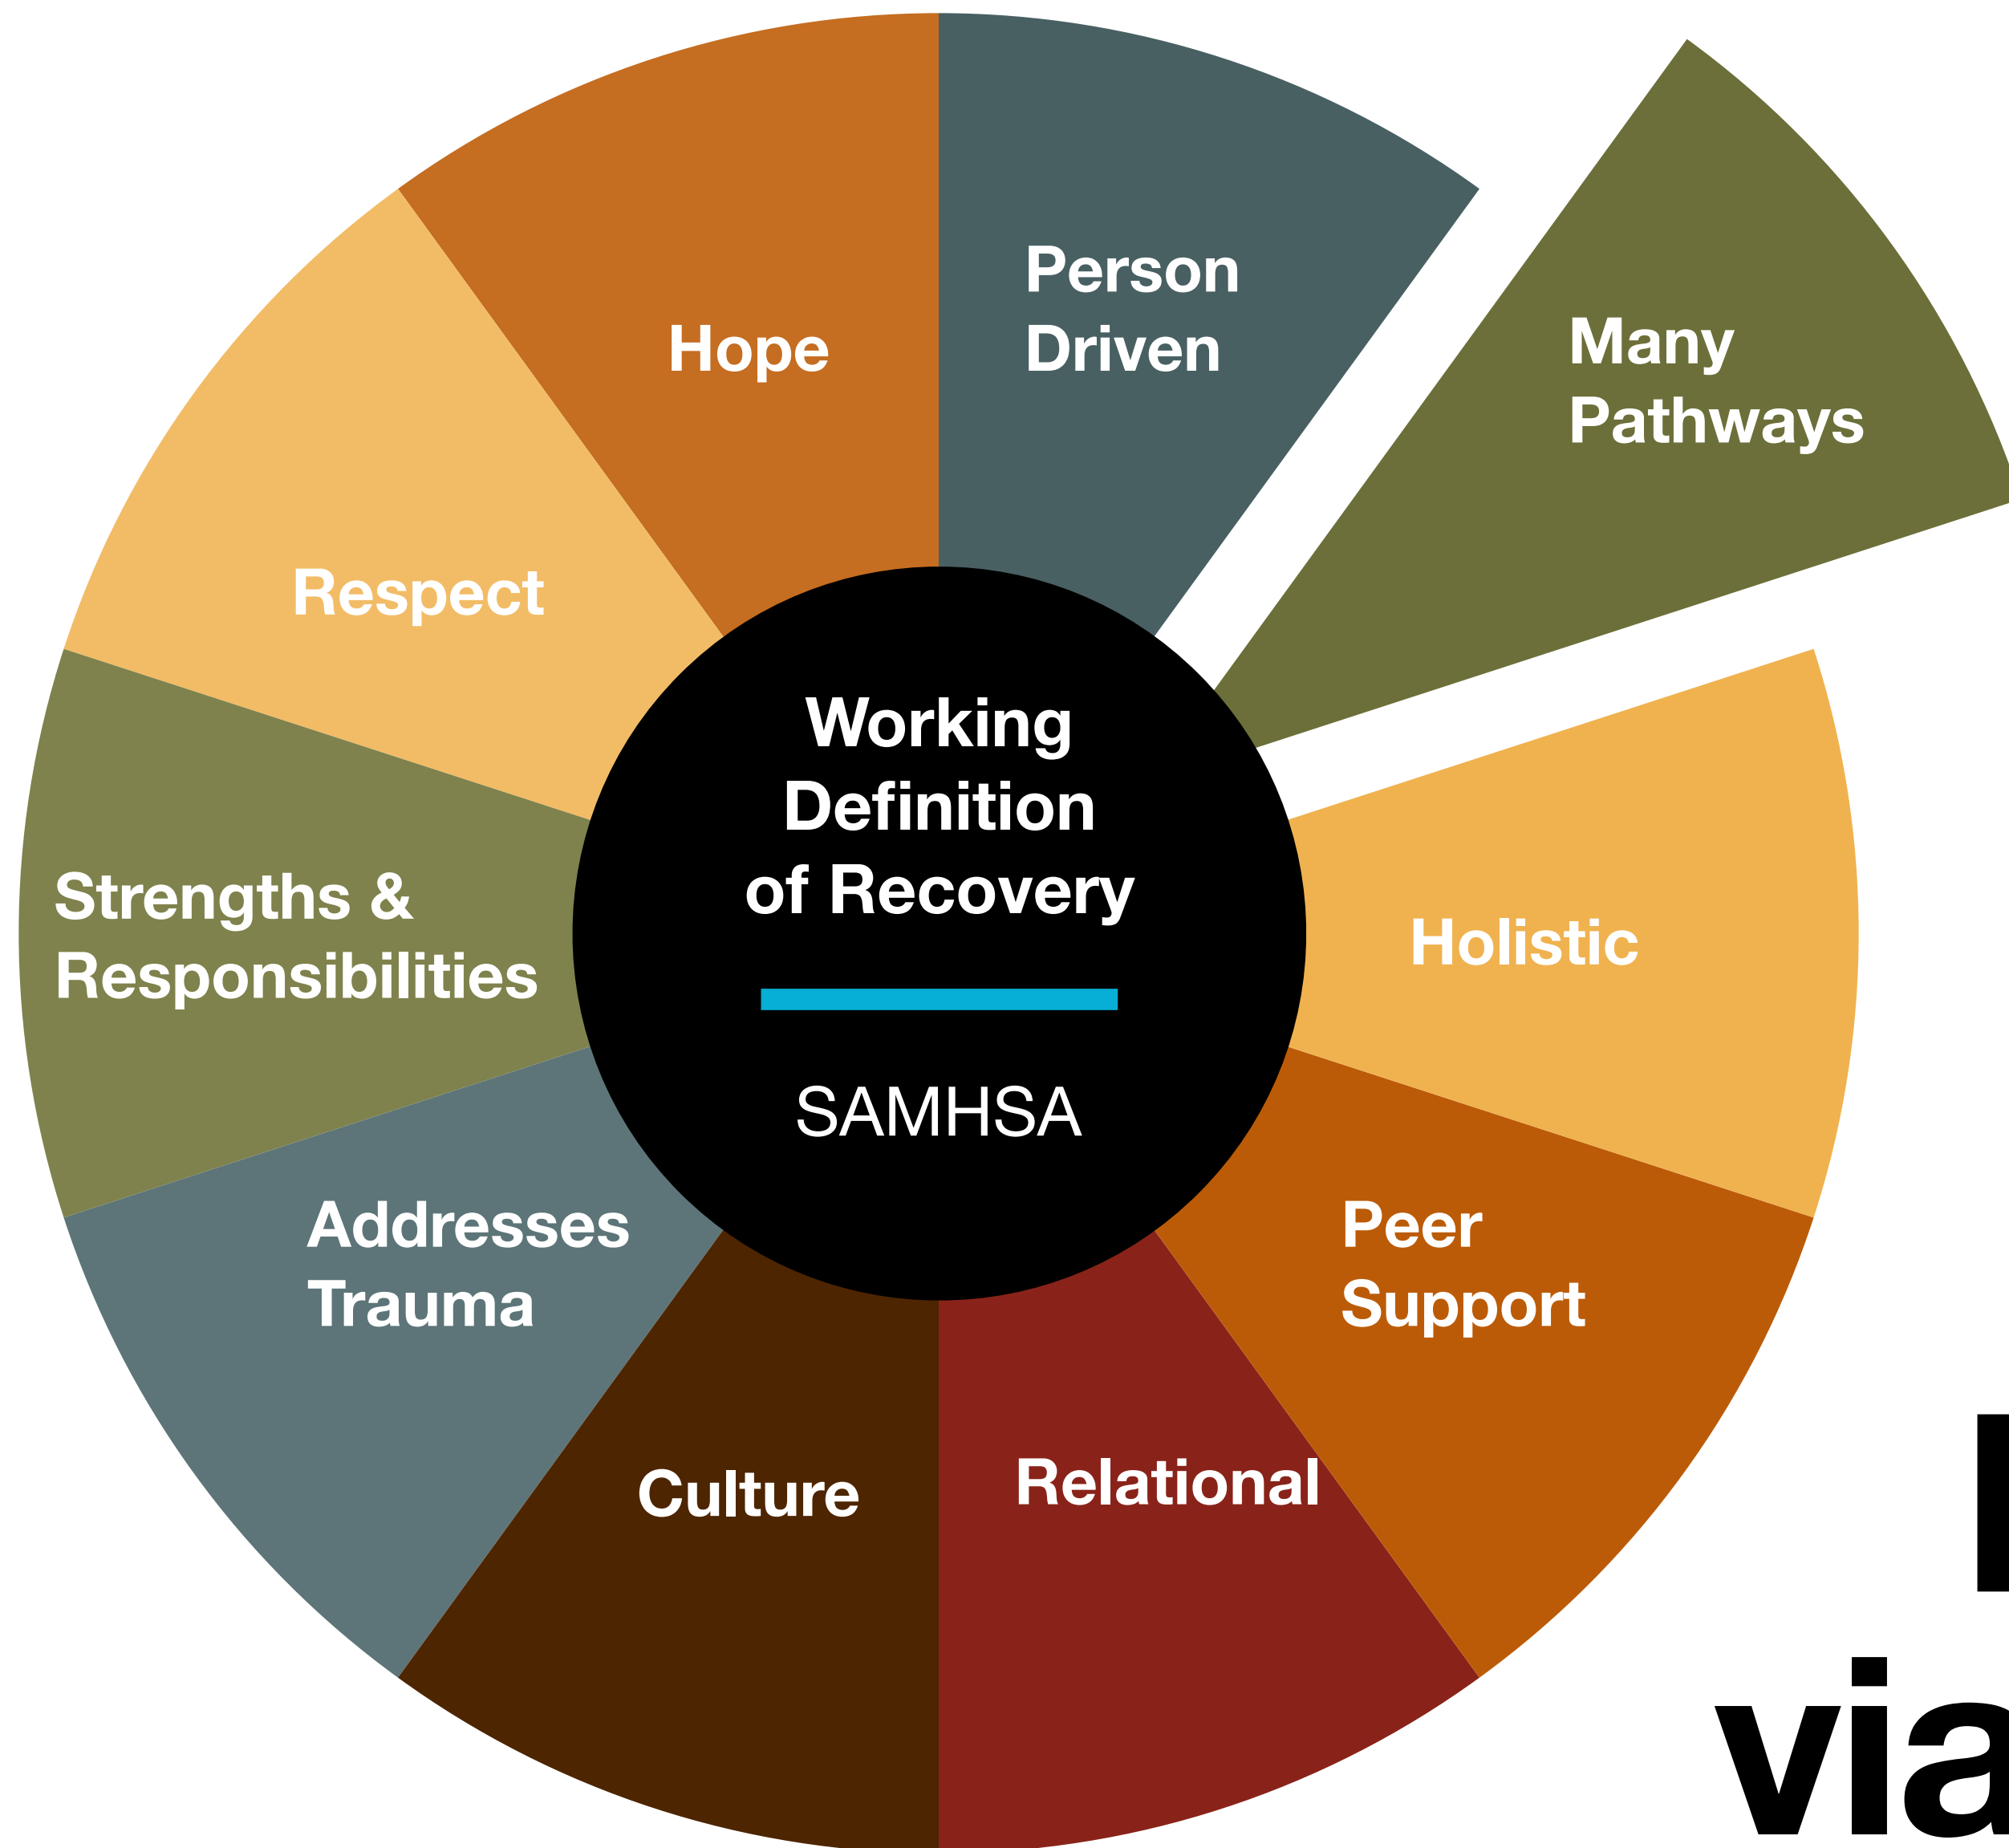 Person
Driven
Hope
Many
Pathways
Respect
Working
Definition
of Recovery
SAMHSA
Strengths &
Responsibilities
Holistic
Addresses
Trauma
Peer
Support
Culture
Relational
via